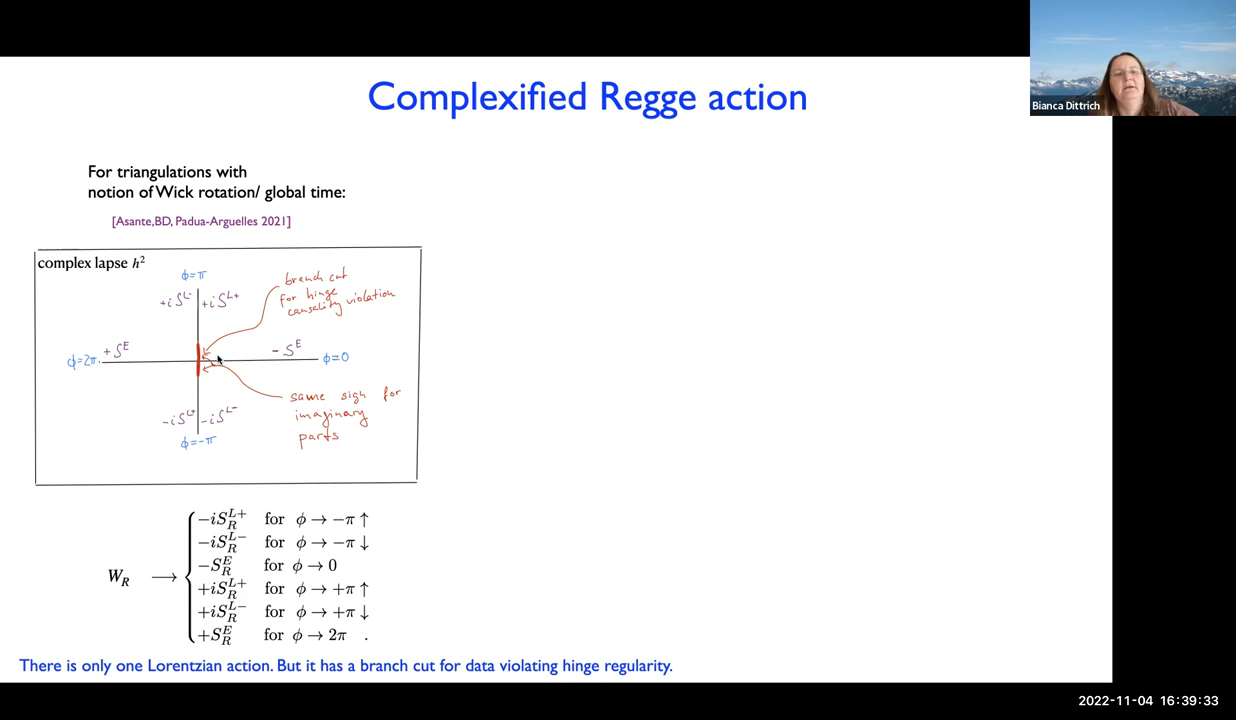 Complexified Regge action
Bianca Dittrich
For triangulations with
notion of Wick rotation/ global time:
[Asante,BD, Padua-Arguelles 2021]
complex lapse h²
ϕ=π
branch cut
for hinge
causality violation
+iS^{L-} +iS^{L+}
+S^E
-S^E
ϕ=2π
ϕ=0
same sign for
imaginary
parts
-iS^{L+} -iS^{L-}
ϕ=-π
-iS_R^{L+} for ϕ → -π ↑
-iS_R^{L-} for ϕ → -π ↓
-S_R^E for ϕ → 0
W_R ⟶
+iS_R^{L+} for ϕ → +π ↑
+iS_R^{L-} for ϕ → +π ↓
+S_R^E for ϕ → 2π .
There is only one Lorentzian action. But it has a branch cut for data violating hinge regularity.
2022-11-04 16:39:33